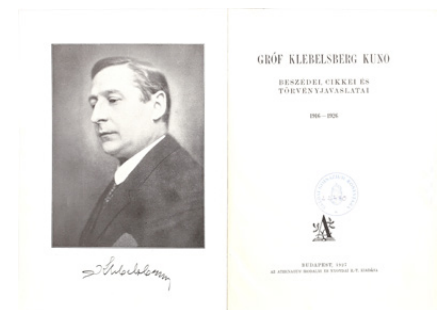 GRÓF KLEBELSBERG KUNO
BESZÉDEI, CIKKEI ÉS
TÖRVÉNYJAVASLATAI
1916—1926
A
BUDAPEST, 1927
AZ ATHENAEUM IRODALMI ÉS NYOMDAI R.-T. KIADÁSA